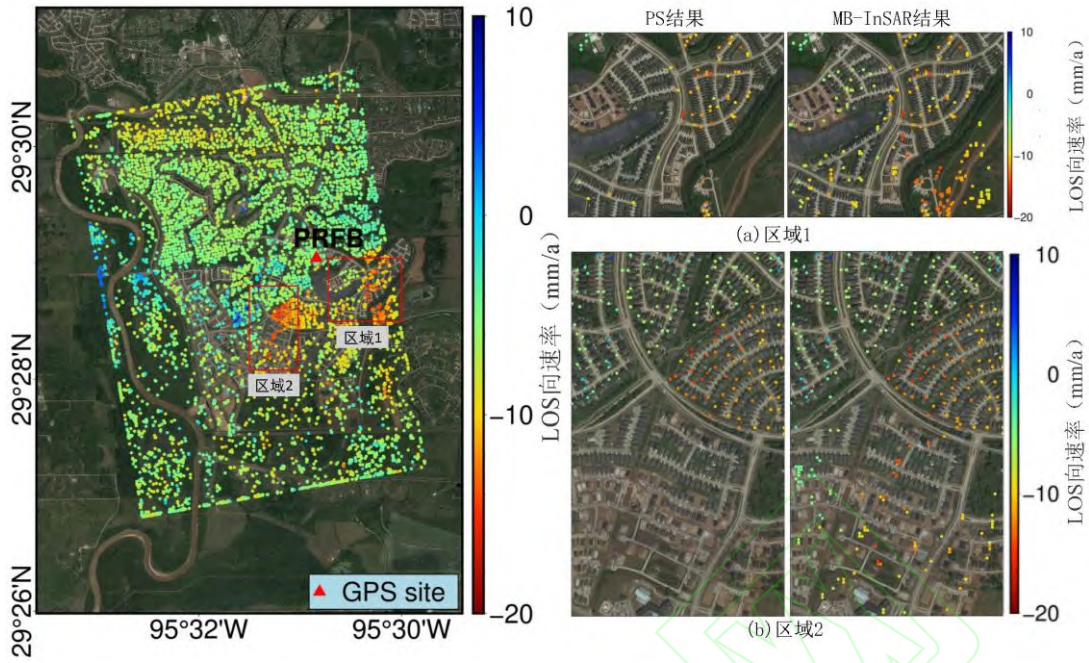 10
0
-10
-20
LOS向速率（mm/a）
29°30'N
29°28'N
29°26'N
95°32'W
95°30'W
PRFB
区域1
区域2
GPS site
PS结果
MB-InSAR结果
10
0
-10
-20
LOS向速率（mm/a）
(a)区域1
10
0
-10
-20
LOS向速率（mm/a）
(b)区域2